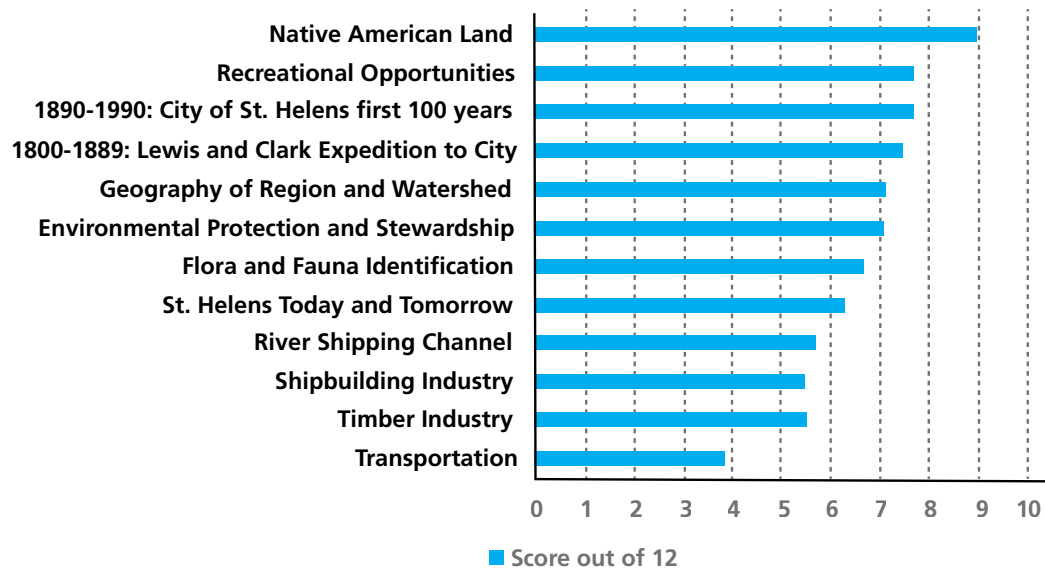 Native American Land
Recreational Opportunities
1890-1990: City of St. Helens first 100 years
1800-1889: Lewis and Clark Expedition to City
Geography of Region and Watershed
Environmental Protection and Stewardship
Flora and Fauna Identification
St. Helens Today and Tomorrow
River Shipping Channel
Shipbuilding Industry
Timber Industry
Transportation
0 1 2 3 4 5 6 7 8 9 10
Score out of 12